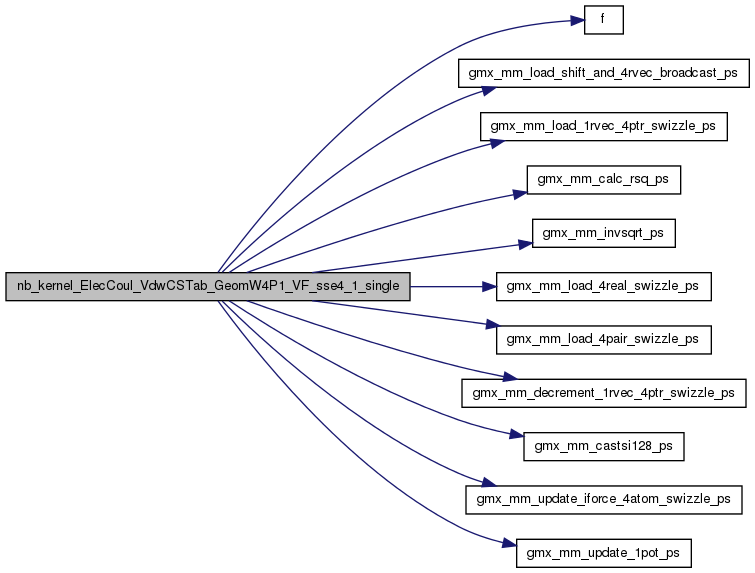 f
gmx_mm_load_shift_and_4rvec_broadcast_ps
gmx_mm_load_1rvec_4ptr_swizzle_ps
gmx_mm_calc_rsq_ps
gmx_mm_invsqrt_ps
nb_kernel_ElecCoul_VdwCSTab_GeomW4P1_VF_sse4_1_single
gmx_mm_load_4real_swizzle_ps
gmx_mm_load_4pair_swizzle_ps
gmx_mm_decrement_1rvec_4ptr_swizzle_ps
gmx_mm_castsi128_ps
gmx_mm_update_iforce_4atom_swizzle_ps
gmx_mm_update_1pot_ps